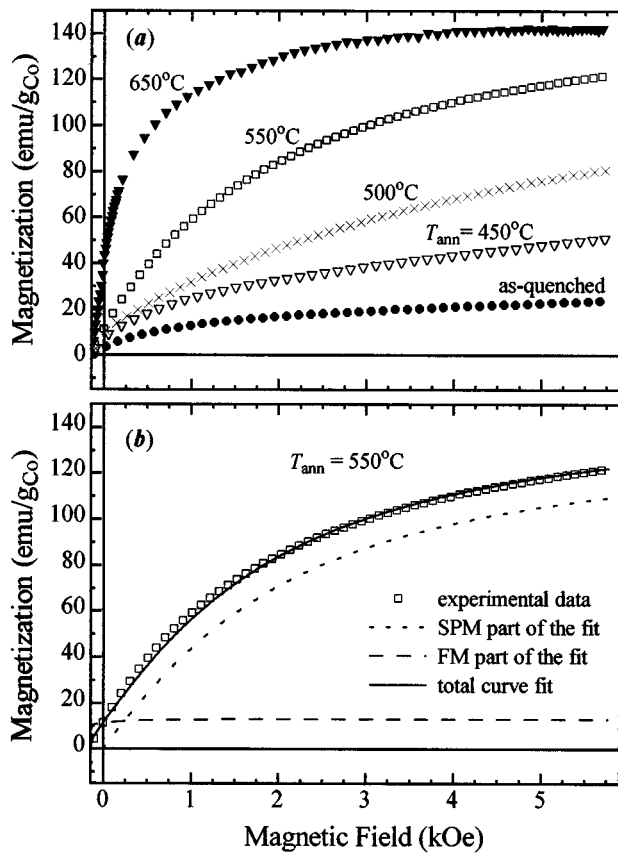 (a)
140
120
100
80
60
40
20
0
Magnetization (emu/gCo)
650°C
550°C
500°C
Tann= 450°C
as-quenched
(b)
Tann = 550°C
140
120
100
80
60
40
20
0
Magnetization (emu/gCo)
experimental data
SPM part of the fit
FM part of the fit
total curve fit
0 1 2 3 4 5
Magnetic Field (kOe)